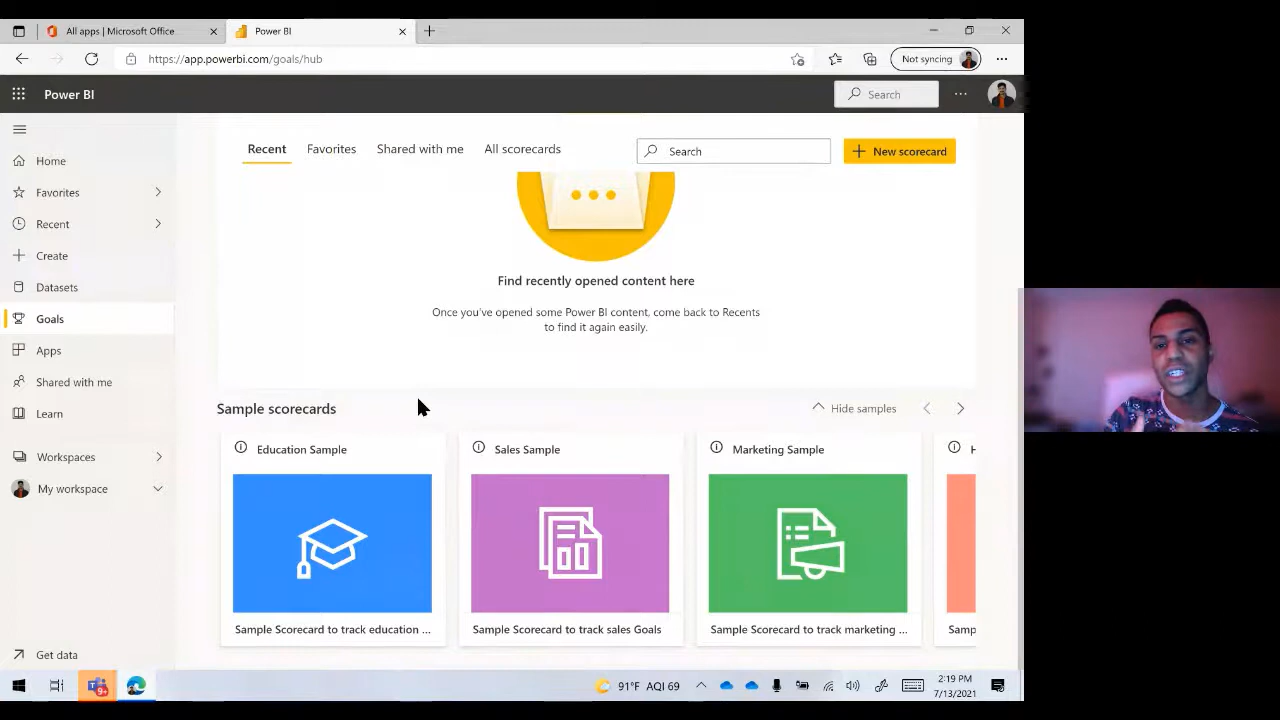 All apps | Microsoft Office
Power BI
https://app.powerbi.com/goals/hub
Not syncing
Power BI
Search
Recent
Favorites
Shared with me
All scorecards
Search
New scorecard
Home
Favorites
Recent
Create
Datasets
Goals
Apps
Shared with me
Learn
Workspaces
My workspace
Get data
Find recently opened content here
Once you've opened some Power BI content, come back to Recents
to find it again easily.
Sample scorecards
Hide samples
Education Sample
Sales Sample
Marketing Sample
H
Sample Scorecard to track education ...
Sample Scorecard to track sales Goals
Sample Scorecard to track marketing ...
Samp
9+
91°F AQI 69
2:19 PM
7/13/2021